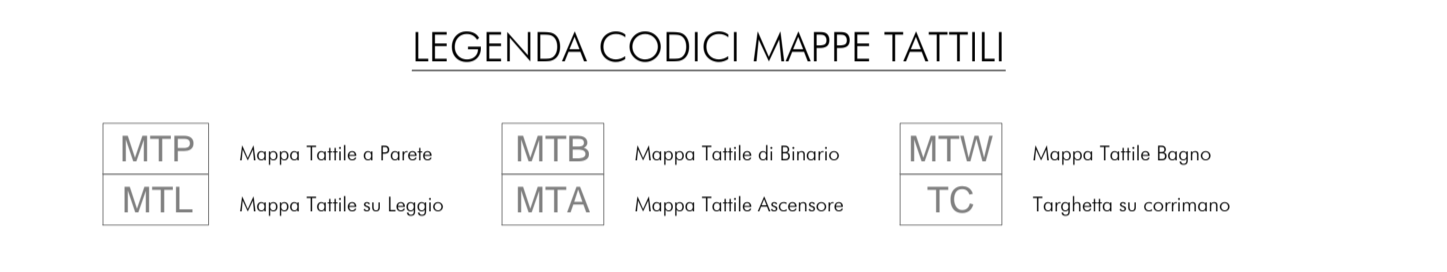 LEGENDA CODICI MAPPE TATTILI
MTP Mappa Tattile a Parete MTB Mappa Tattile di Binario MTW Mappa Tattile Bagno
MTL Mappa Tattile su Leggio MTA Mappa Tattile Ascensore TC Targhetta su corrimano